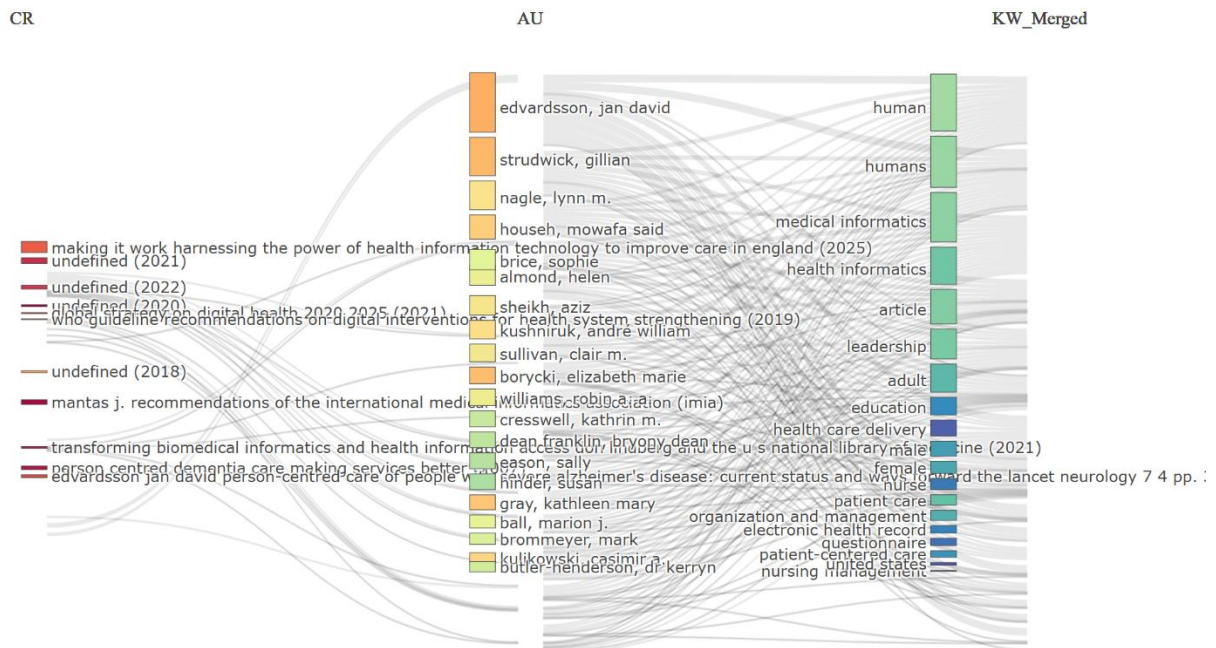 CR
AU
KW_Merged
making it work harnessing the power of health information technology to improve care in england (2025)
undefined (2021)
undefined (2022)
undefined (2020)
global strategy on digital health 2020 2025 (2021)
who guideline recommendations on digital interventions for health system strengthening (2019)
undefined (2018)
mantas j. recommendations of the international medical informatics association (imia)
transforming biomedical informatics and health information access don lindberg and the u s national library of medicine (2021)
person centred dementia care making services better
edvardsson jan david person-centred care of people with severe alzheimer's disease: current status and ways forward the lancet neurology 7 4 pp. 3
edvardsson, jan david
strudwick, gillian
nagle, lynn m.
househ, mowafa said
brice, sophie
almond, helen
sheikh, aziz
kushniruk, andre william
sullivan, clair m.
borycki, elizabeth marie
williams, robin a. a.
cresswell, kathrin m.
dean franklin, bryony dean
eason, sally
hinder, susan
gray, kathleen mary
ball, marion j.
brommeyer, mark
kulikowski, casimir a.
butler-henderson, dr kerryn
human
humans
medical informatics
health informatics
article
leadership
adult
education
health care delivery
male
female
nurse
patient care
organization and management
electronic health record
questionnaire
patient-centered care
united states
nursing management